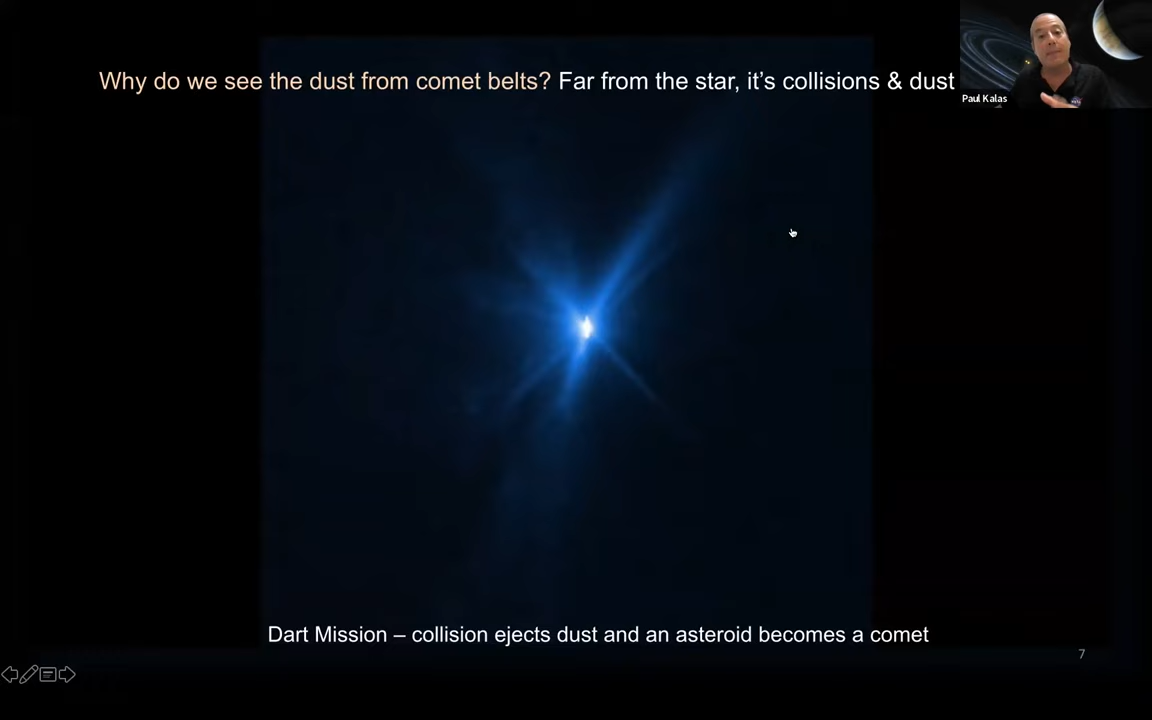 Why do we see the dust from comet belts? Far from the star, it's collisions & dust
Paul Kalas
Dart Mission – collision ejects dust and an asteroid becomes a comet
7